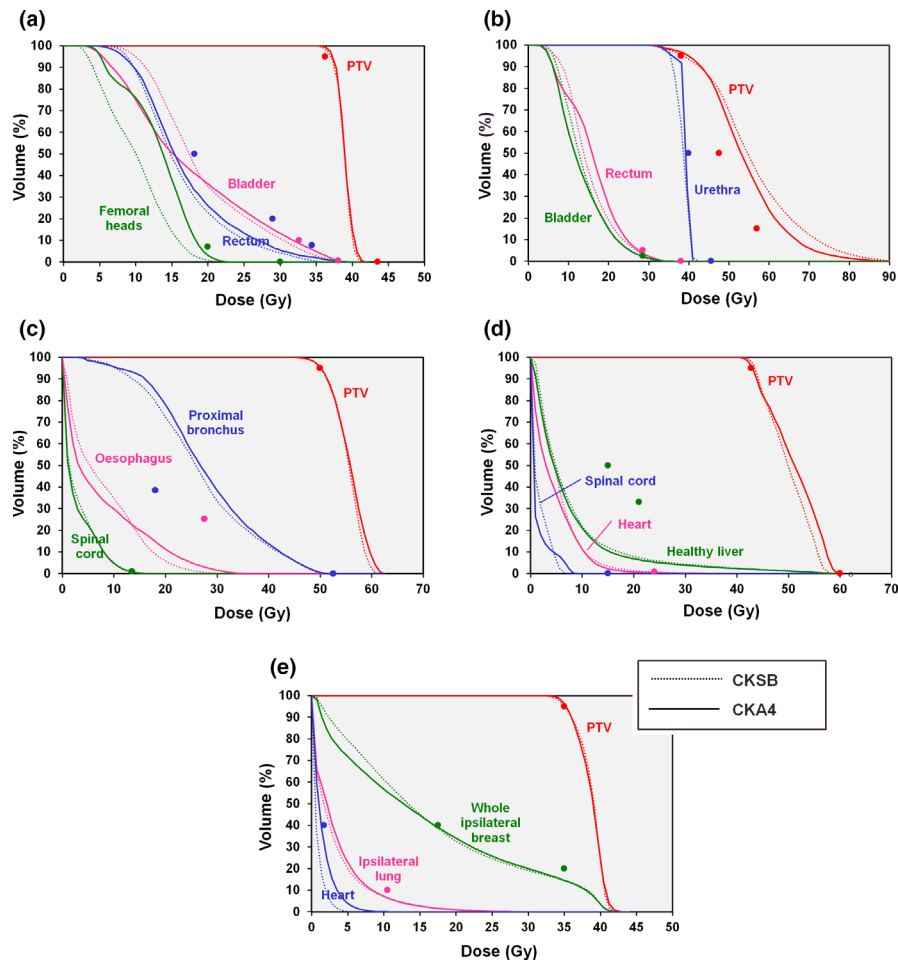 (a)
100
90
80
70
60
50
40
30
20
10
0
Volume (%)
PTV
Bladder
Femoral
heads
Rectum
0 5 10 15 20 25 30 35 40 45 50
Dose (Gy)
(b)
100
90
80
70
60
50
40
30
20
10
0
Volume (%)
PTV
Rectum
Urethra
Bladder
0 10 20 30 40 50 60 70 80 90
Dose (Gy)
(c)
100
90
80
70
60
50
40
30
20
10
0
Volume (%)
PTV
Proximal
bronchus
Oesophagus
Spinal
cord
0 10 20 30 40 50 60 70
Dose (Gy)
(d)
100
90
80
70
60
50
40
30
20
10
0
Volume (%)
PTV
Spinal cord
Heart
Healthy liver
0 10 20 30 40 50 60 70
Dose (Gy)
(e)
100
90
80
70
60
50
40
30
20
10
0
Volume (%)
PTV
Whole
ipsilateral
breast
Ipsilateral
lung
Heart
0 5 10 15 20 25 30 35 40 45 50
Dose (Gy)
CKSB
CKA4